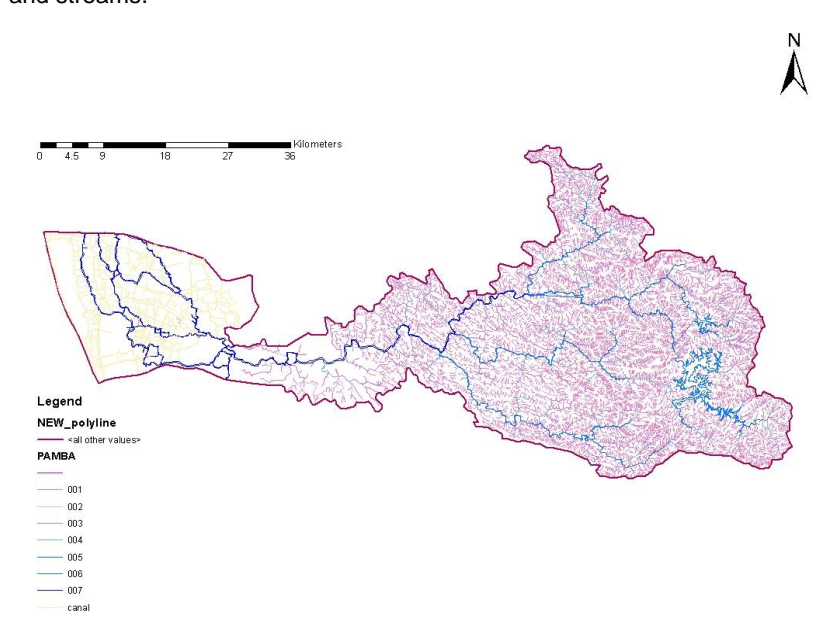 and streams.
N
Kilometers
0 4.5 9 18 27 36
Legend
NEW_polyline
<all other values>
PAMBA
001
002
003
004
005
006
007
canal